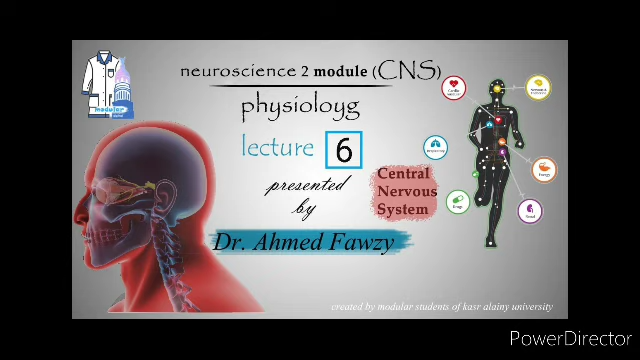 neuroscience 2 module (CNS)
physioloyg
lecture 6
presented
by
Dr. Ahmed Fawzy
Central
Nervous
System
modular
created by modular students of kasr alainy university
PowerDirector